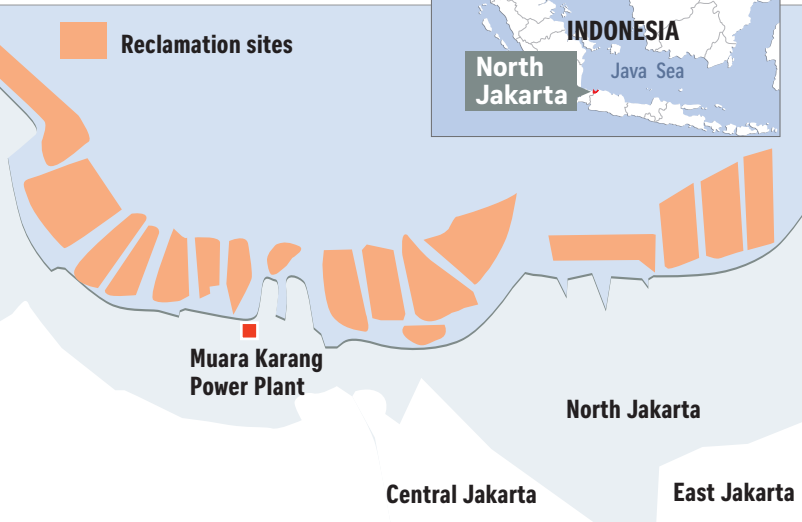 Reclamation sites
INDONESIA
Java Sea
North
Jakarta
Muara Karang
Power Plant
North Jakarta
Central Jakarta
East Jakarta